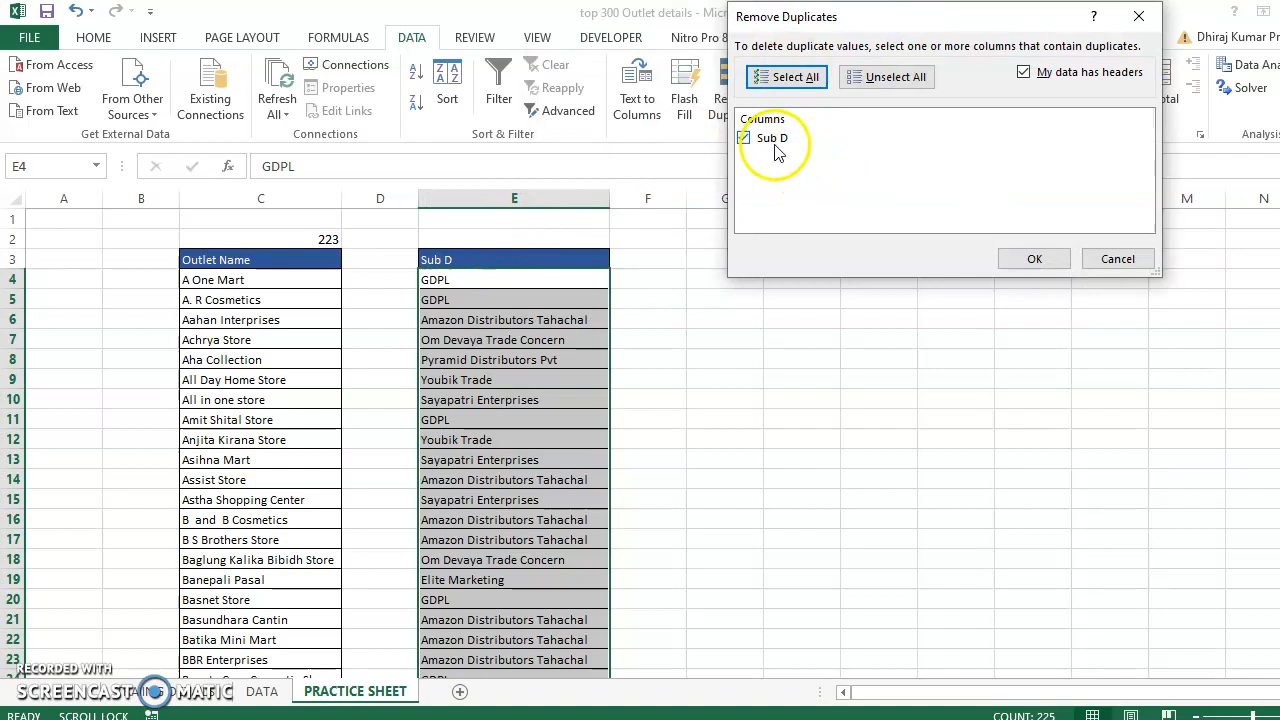 top 300 Outlet details - Mic
Remove Duplicates
?
FILE HOME INSERT PAGE LAYOUT FORMULAS DATA REVIEW VIEW DEVELOPER Nitro Pro 8
Dhiraj Kumar Pr
To delete duplicate values, select one or more columns that contain duplicates.
Select All Unselect All My data has headers
Columns
Sub D
OK Cancel
From Access
From Web
From Text
From Other
Sources
Existing
Connections
Get External Data
Refresh
All
Connections
Properties
Edit Links
Connections
Sort
Filter
Clear
Reapply
Advanced
Sort & Filter
Text to
Columns
Flash
Fill
Data Ana
Solver
Analysis
E4 fx GDPL
A B C D E F M N
1
2 223
3 Outlet Name Sub D
4 A One Mart GDPL
5 A. R Cosmetics GDPL
6 Aahan Interprises Amazon Distributors Tahachal
7 Achrya Store Om Devaya Trade Concern
8 Aha Collection Pyramid Distributors Pvt
9 All Day Home Store Youbik Trade
10 All in one store Sayapatri Enterprises
11 Amit Shital Store GDPL
12 Anjita Kirana Store Youbik Trade
13 Asihna Mart Sayapatri Enterprises
14 Assist Store Amazon Distributors Tahachal
15 Astha Shopping Center Sayapatri Enterprises
16 B and B Cosmetics Amazon Distributors Tahachal
17 B S Brothers Store Amazon Distributors Tahachal
18 Baglung Kalika Bibidh Store Om Devaya Trade Concern
19 Banepali Pasal Elite Marketing
20 Basnet Store GDPL
21 Basundhara Cantin Amazon Distributors Tahachal
22 Batika Mini Mart Amazon Distributors Tahachal
23 BBR Enterprises Amazon Distributors Tahachal
RECORDED WITH
SCREENCAST MATIC
DATA PRACTICE SHEET
READY SCROLL LOCK COUNT: 225